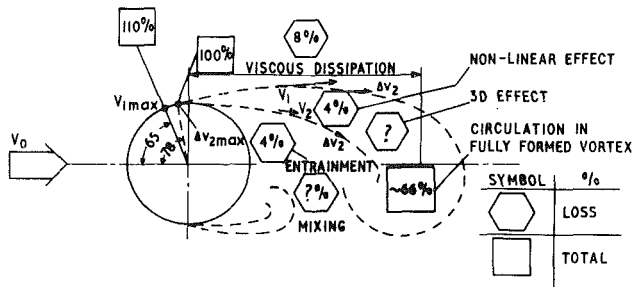 110%
100%
8%
VISCOUS DISSIPATION
NON-LINEAR EFFECT
V1max
V1
Δv2
V2
4%
3D EFFECT
Δv2
?
V0
65
78
Δv2max
4%
CIRCULATION IN
FULLY FORMED VORTEX
ENTRAINMENT
~66%
?%
MIXING
SYMBOL %
LOSS
TOTAL